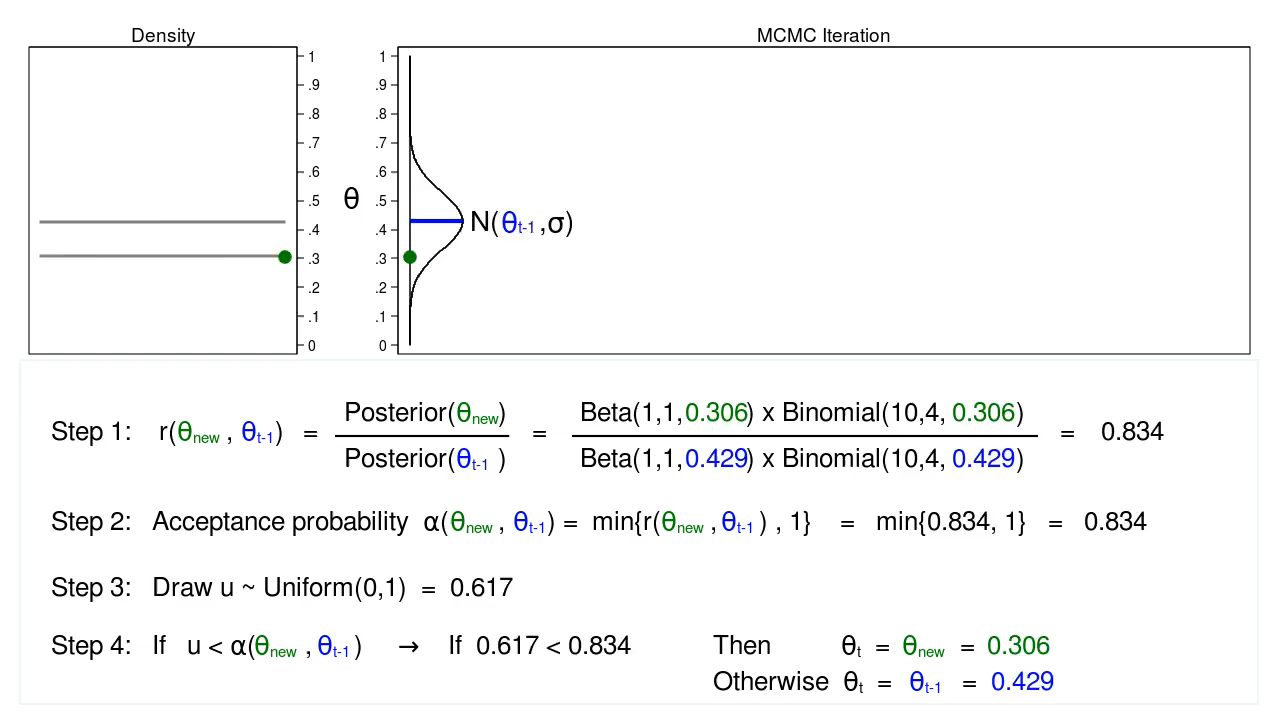 Density
MCMC Iteration
1
.9
.8
.7
.6
.5
.4
.3
.2
.1
0
θ
1
.9
.8
.7
.6
.5
.4
.3
.2
.1
0
N(θt-1 ,σ)
Step 1: r(θnew , θt-1) = Posterior(θnew) / Posterior(θt-1 ) = Beta(1,1,0.306) x Binomial(10,4, 0.306) / Beta(1,1,0.429) x Binomial(10,4, 0.429) = 0.834
Step 2: Acceptance probability α(θnew , θt-1) = min{r(θnew ,θt-1) , 1} = min{0.834, 1} = 0.834
Step 3: Draw u ~ Uniform(0,1) = 0.617
Step 4: If u < α(θnew , θt-1) → If 0.617 < 0.834 Then θt = θnew = 0.306
Otherwise θt = θt-1 = 0.429